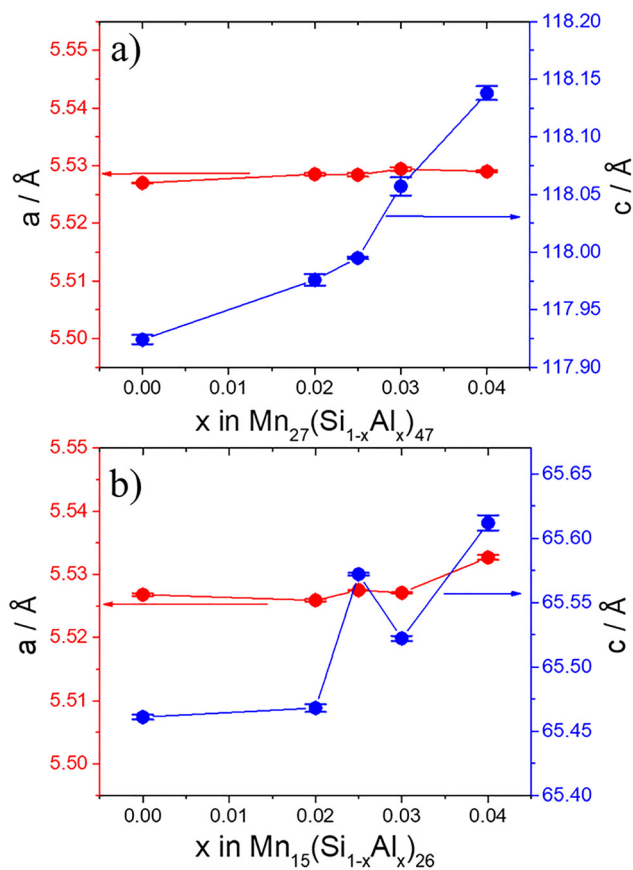 a)
5.55
5.54
5.53
5.52
5.51
5.50
a / Å
118.20
118.15
118.10
118.05
118.00
117.95
117.90
c / Å
0.00 0.01 0.02 0.03 0.04
x in Mn₂₇(Si₁₋ₓAlₓ)₄₇
b)
5.55
5.54
5.53
5.52
5.51
5.50
a / Å
65.65
65.60
65.55
65.50
65.45
65.40
c / Å
0.00 0.01 0.02 0.03 0.04
x in Mn₁₅(Si₁₋ₓAlₓ)₂₆